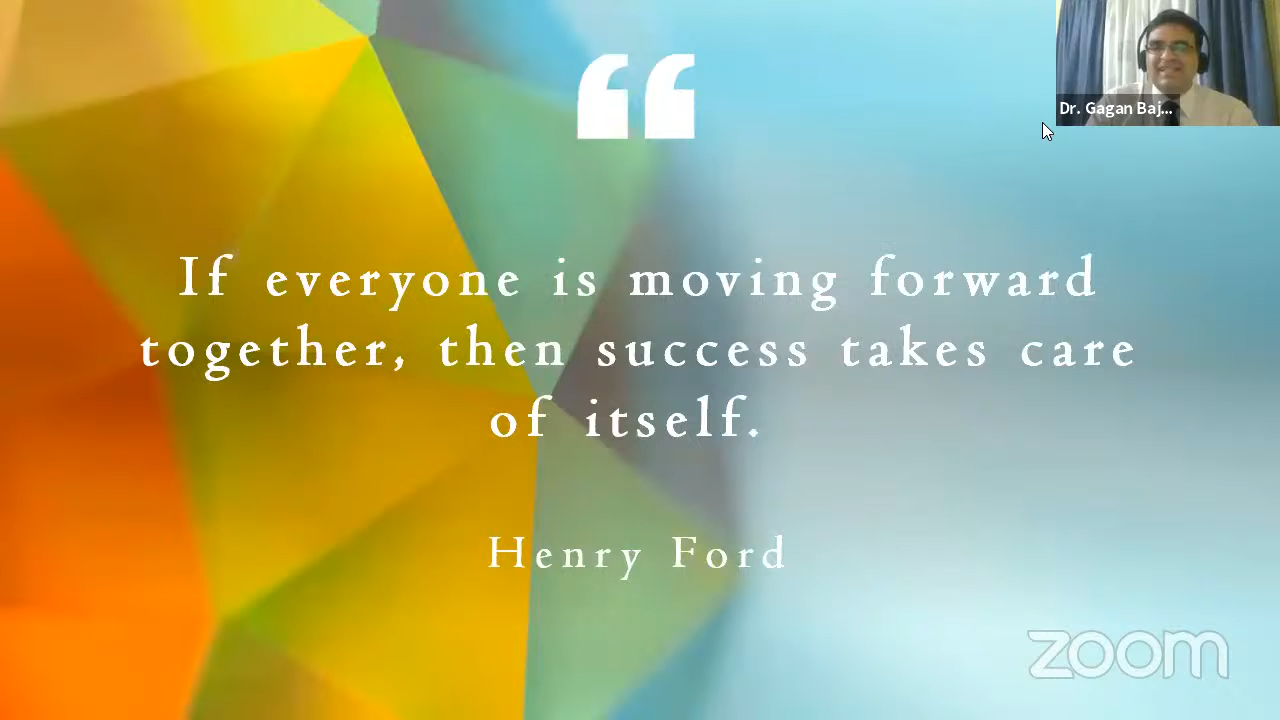 Dr. Gagan Baj...
❝
If everyone is moving forward
together, then success takes care
of itself.
Henry Ford
zoom